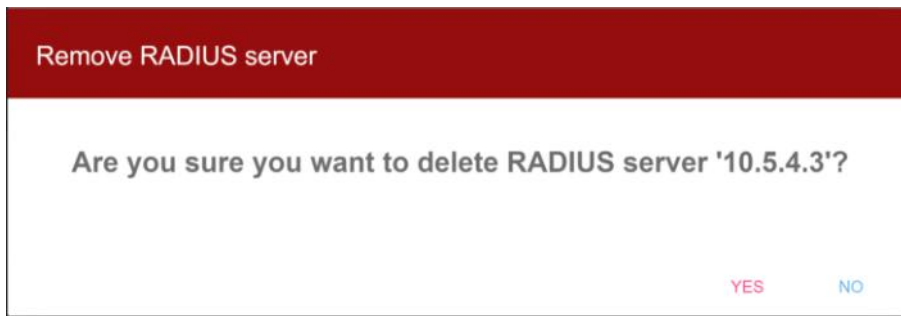 Remove RADIUS server
Are you sure you want to delete RADIUS server '10.5.4.3'?
YES NO